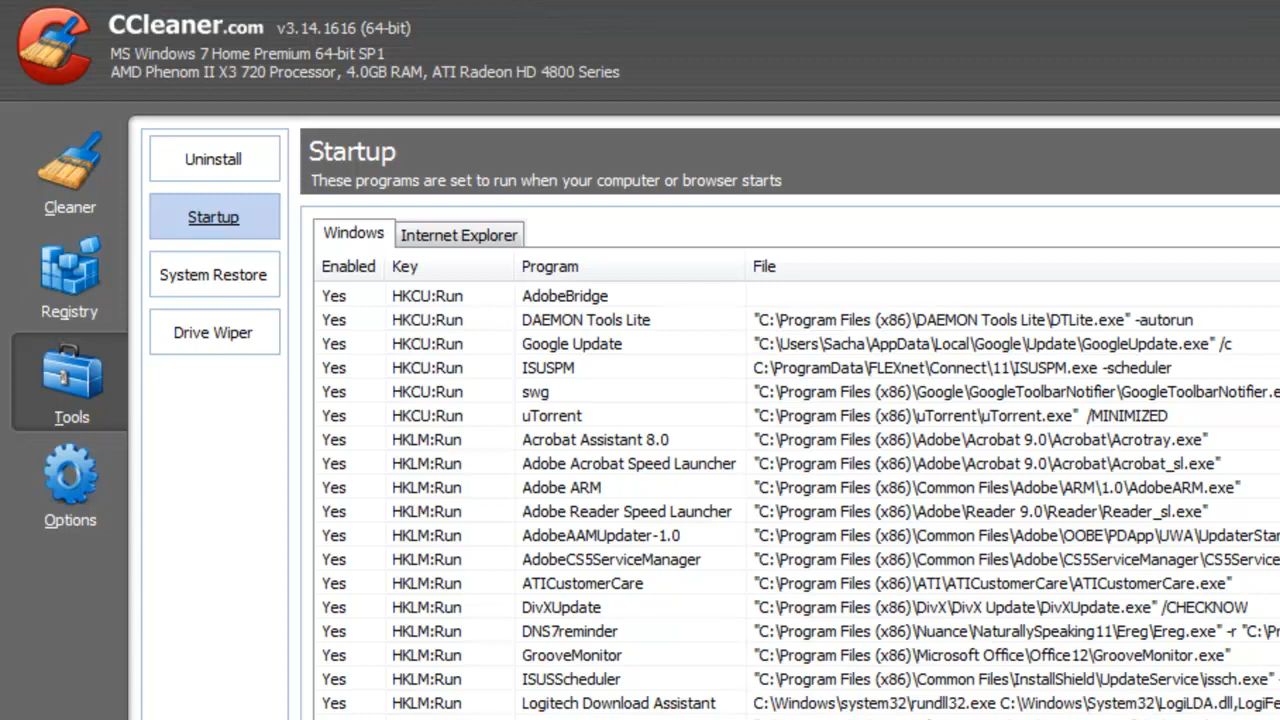 CCleaner.com v3.14.1616 (64-bit)
MS Windows 7 Home Premium 64-bit SP1
AMD Phenom II X3 720 Processor, 4.0GB RAM, ATI Radeon HD 4800 Series
Cleaner
Registry
Tools
Options
Uninstall
Startup
System Restore
Drive Wiper
Startup
These programs are set to run when your computer or browser starts
Windows Internet Explorer
Enabled Key Program File
Yes HKCU:Run AdobeBridge
Yes HKCU:Run DAEMON Tools Lite "C:\Program Files (x86)\DAEMON Tools Lite\DTLite.exe" -autorun
Yes HKCU:Run Google Update "C:\Users\Sacha\AppData\Local\Google\Update\GoogleUpdate.exe" /c
Yes HKCU:Run ISUSPM C:\ProgramData\FLEXnet\Connect\11\ISUSPM.exe -scheduler
Yes HKCU:Run swg "C:\Program Files (x86)\Google\GoogleToolbarNotifier\GoogleToolbarNotifier.e
Yes HKCU:Run uTorrent "C:\Program Files (x86)\uTorrent\uTorrent.exe" /MINIMIZED
Yes HKLM:Run Acrobat Assistant 8.0 "C:\Program Files (x86)\Adobe\Acrobat 9.0\Acrobat\Acrotray.exe"
Yes HKLM:Run Adobe Acrobat Speed Launcher "C:\Program Files (x86)\Adobe\Acrobat 9.0\Acrobat\Acrobat_sl.exe"
Yes HKLM:Run Adobe ARM "C:\Program Files (x86)\Common Files\Adobe\ARM\1.0\AdobeARM.exe"
Yes HKLM:Run Adobe Reader Speed Launcher "C:\Program Files (x86)\Adobe\Reader 9.0\Reader\Reader_sl.exe"
Yes HKLM:Run AdobeAAMUpdater-1.0 "C:\Program Files (x86)\Common Files\Adobe\OOBE\PDApp\UWA\UpdaterStar
Yes HKLM:Run AdobeCS5ServiceManager "C:\Program Files (x86)\Common Files\Adobe\CS5ServiceManager\CS5Service
Yes HKLM:Run ATICustomerCare "C:\Program Files (x86)\ATI\ATICustomerCare\ATICustomerCare.exe"
Yes HKLM:Run DivXUpdate "C:\Program Files (x86)\DivX\DivX Update\DivXUpdate.exe" /CHECKNOW
Yes HKLM:Run DNS7reminder "C:\Program Files (x86)\Nuance\NaturallySpeaking11\Ereg\Ereg.exe" -r "C:\Pr
Yes HKLM:Run GrooveMonitor "C:\Program Files (x86)\Microsoft Office\Office12\GrooveMonitor.exe"
Yes HKLM:Run ISUSScheduler "C:\Program Files (x86)\Common Files\InstallShield\UpdateService\issch.exe" -
Yes HKLM:Run Logitech Download Assistant C:\Windows\system32\rundll32.exe C:\Windows\System32\LogiLDA.dll,LogiFe